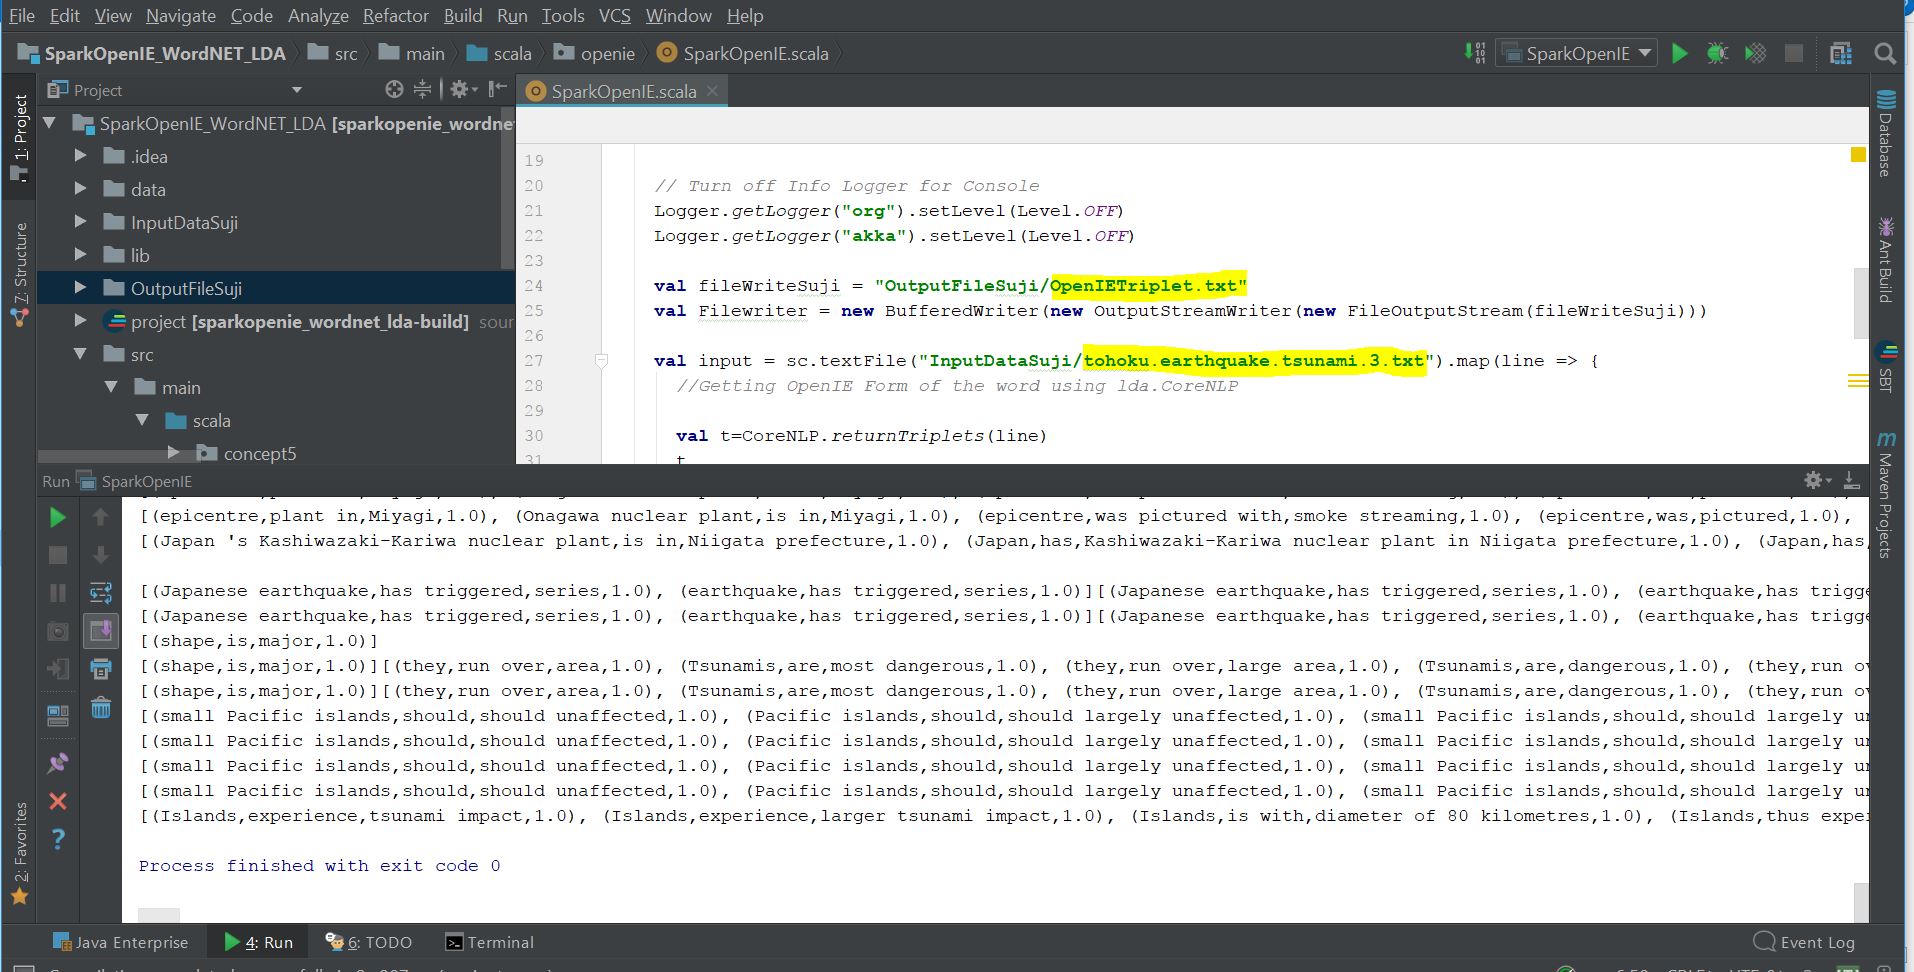 File Edit View Navigate Code Analyze Refactor Build Run Tools VCS Window Help
SparkOpenIE_WordNET_LDA src main scala openie SparkOpenIE.scala SparkOpenIE
Project SparkOpenIE.scala
1: Project
7: Structure
2: Favorites
SparkOpenIE_WordNET_LDA [sparkopenie_wordne
.idea
data
InputDataSuji
lib
OutputFileSuji
project [sparkopenie_wordnet_lda-build] sour
src
main
scala
concept5
19
20 // Turn off Info Logger for Console
21 Logger.getLogger("org").setLevel(Level.OFF)
22 Logger.getLogger("akka").setLevel(Level.OFF)
23
24 val fileWriteSuji = "OutputFileSuji/OpenIETriplet.txt"
25 val Filewriter = new BufferedWriter(new OutputStreamWriter(new FileOutputStream(fileWriteSuji)))
26
27 val input = sc.textFile("InputDataSuji/tohoku.earthquake.tsunami.3.txt").map(line => {
28 //Getting OpenIE Form of the word using lda.CoreNLP
29
30 val t=CoreNLP.returnTriplets(line)
31 t
Database
Ant Build
SBT
Maven Projects
Run SparkOpenIE
[(epicentre,plant in,Miyagi,1.0), (Onagawa nuclear plant,is in,Miyagi,1.0), (epicentre,was pictured with,smoke streaming,1.0), (epicentre,was,pictured,1.0),
[(Japan 's Kashiwazaki-Kariwa nuclear plant,is in,Niigata prefecture,1.0), (Japan,has,Kashiwazaki-Kariwa nuclear plant in Niigata prefecture,1.0), (Japan,has,
[(Japanese earthquake,has triggered,series,1.0), (earthquake,has triggered,series,1.0)][(Japanese earthquake,has triggered,series,1.0), (earthquake,has trigge
[(Japanese earthquake,has triggered,series,1.0), (earthquake,has triggered,series,1.0)][(Japanese earthquake,has triggered,series,1.0), (earthquake,has trigge
[(shape,is,major,1.0)]
[(shape,is,major,1.0)][(they,run over,area,1.0), (Tsunamis,are,most dangerous,1.0), (they,run over,large area,1.0), (Tsunamis,are,dangerous,1.0), (they,run ov
[(shape,is,major,1.0)][(they,run over,area,1.0), (Tsunamis,are,most dangerous,1.0), (they,run over,large area,1.0), (Tsunamis,are,dangerous,1.0), (they,run ov
[(small Pacific islands,should,should unaffected,1.0), (Pacific islands,should,should largely unaffected,1.0), (small Pacific islands,should,should largely un
[(small Pacific islands,should,should unaffected,1.0), (Pacific islands,should,should largely unaffected,1.0), (small Pacific islands,should,should largely un
[(small Pacific islands,should,should unaffected,1.0), (Pacific islands,should,should largely unaffected,1.0), (small Pacific islands,should,should largely un
[(small Pacific islands,should,should unaffected,1.0), (Pacific islands,should,should largely unaffected,1.0), (small Pacific islands,should,should largely un
[(Islands,experience,tsunami impact,1.0), (Islands,experience,larger tsunami impact,1.0), (Islands,is with,diameter of 80 kilometres,1.0), (Islands,thus exper
Process finished with exit code 0
Java Enterprise 4: Run 6: TODO Terminal Event Log